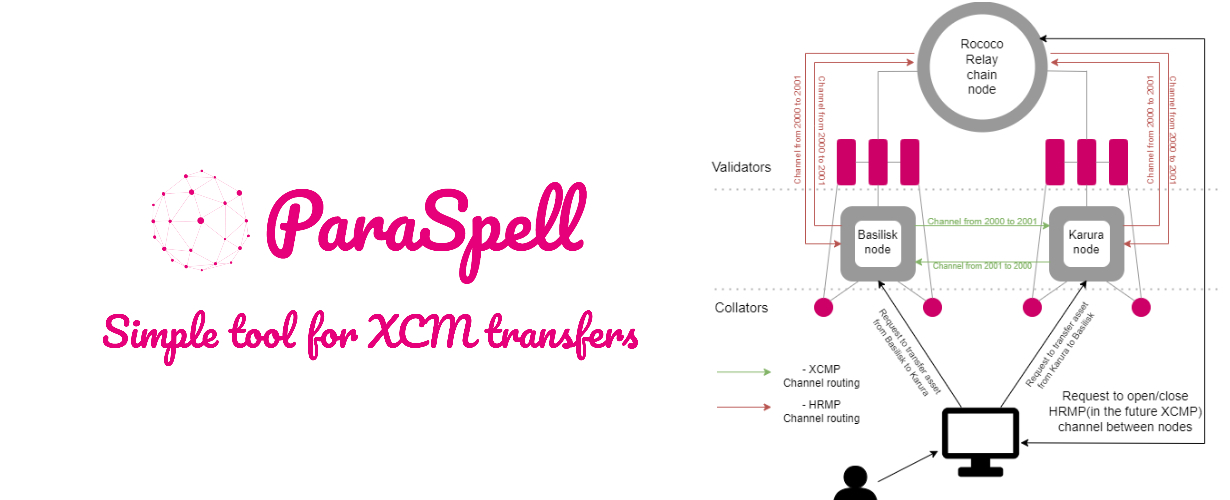 ParaSpell
Simple tool for XCM transfers
Rococo
Relay
chain
node
Channel from 2000 to 2001
Channel from 2000 to 2001
Channel from 2000 to 2001
Channel from 2000 to 2001
Validators
Basilisk
node
Channel from 2000 to 2001
Karura
node
Channel from 2001 to 2000
Collators
Request to transfer asset
from Basilisk to Karura
Request to transfer asset
from Karura to Basilisk
- XCMP
Channel routing
- HRMP
Channel routing
Request to open/close
HRMP(in the future XCMP)
channel between nodes